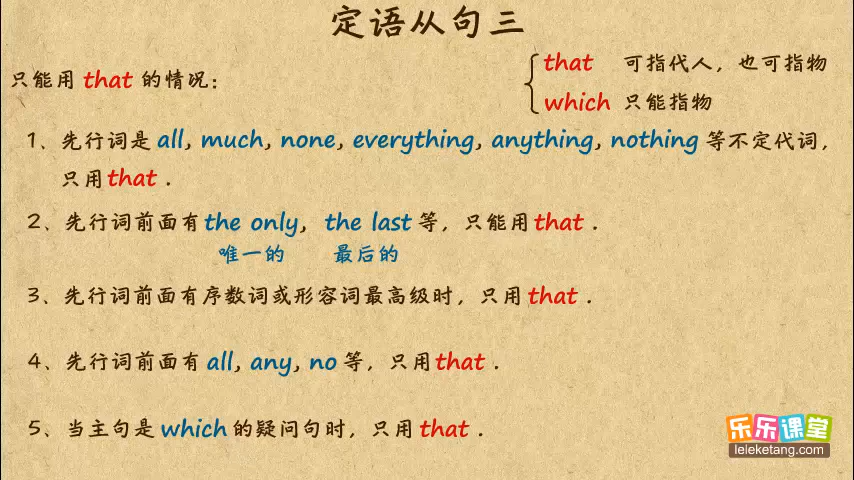 定语从句三
只能用 that 的情况：
that 可指代人，也可指物
which 只能指物
1、先行词是 all, much, none, everything, anything, nothing 等不定代词，
只用 that .
2、先行词前面有 the only, the last 等，只能用 that .
唯一的 最后的
3、先行词前面有序数词或形容词最高级时，只用 that .
4、先行词前面有 all, any, no 等，只用 that .
5、当主句是 which 的疑问句时，只用 that .
乐乐课堂
leleketang.com